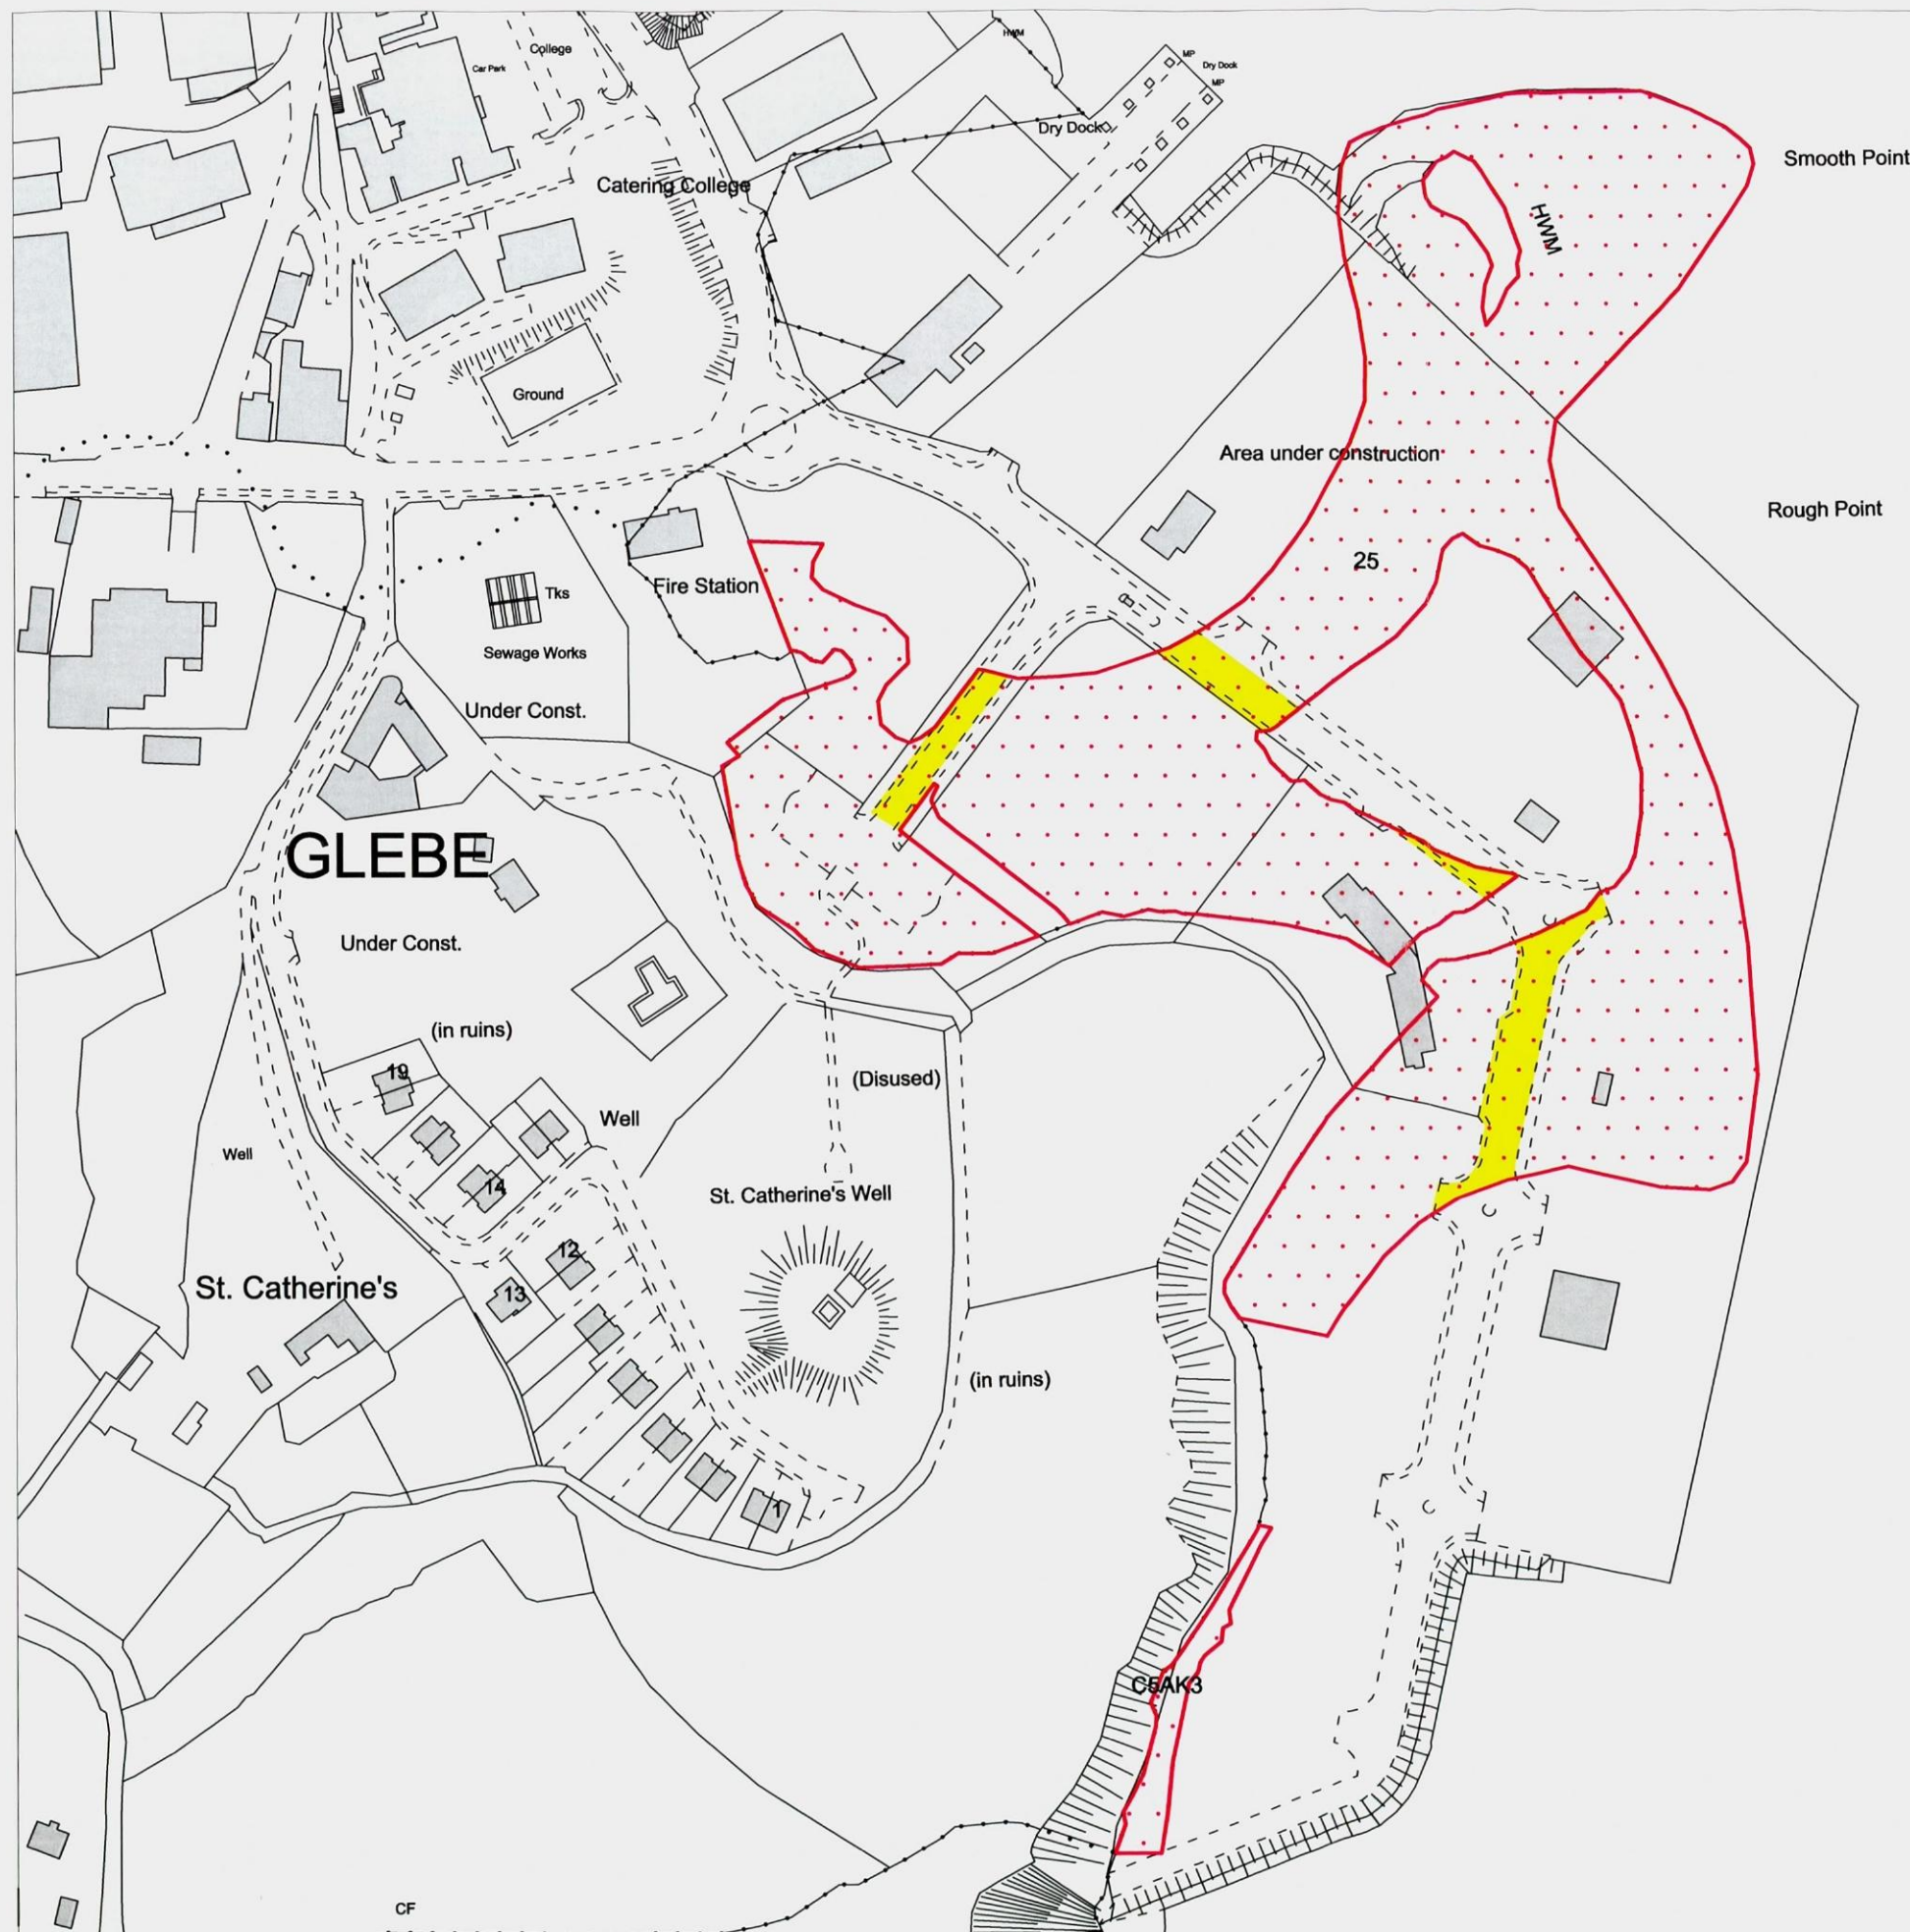 College
Car Park
HWM
MP
Dry Dock
MP
Dry Dock
Smooth Point
Catering College
HWM
Ground
Area under construction
Rough Point
25
Fire Station
Tks
Sewage Works
Under Const.
GLEBE
C
Under Const.
(in ruins)
19
(Disused)
Well
Well
14
St. Catherine's Well
C
12
St. Catherine's
13
(in ruins)
C
1
C5AK3
CF